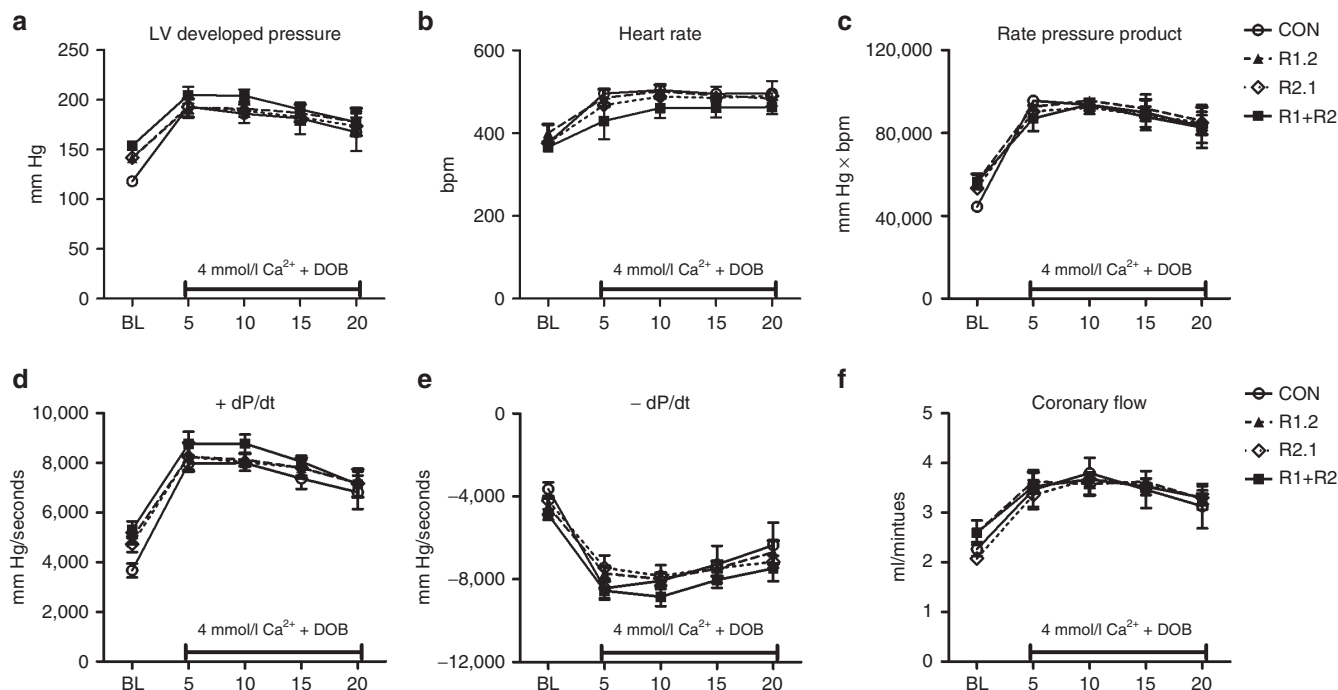 a
LV developed pressure
250
200
150
100
50
0
mm Hg
4 mmol/l Ca²⁺ + DOB
BL 5 10 15 20
b
Heart rate
600
400
200
0
bpm
4 mmol/l Ca²⁺ + DOB
BL 5 10 15 20
c
Rate pressure product
120,000
80,000
40,000
0
mm Hg × bpm
4 mmol/l Ca²⁺ + DOB
BL 5 10 15 20
CON
R1.2
R2.1
R1+R2
d
+ dP/dt
10,000
8,000
6,000
4,000
2,000
0
mm Hg/seconds
4 mmol/l Ca²⁺ + DOB
BL 5 10 15 20
e
− dP/dt
0
−4,000
−8,000
−12,000
mm Hg/seconds
4 mmol/l Ca²⁺ + DOB
BL 5 10 15 20
f
Coronary flow
5
4
3
2
1
0
ml/mintues
4 mmol/l Ca²⁺ + DOB
BL 5 10 15 20
CON
R1.2
R2.1
R1+R2